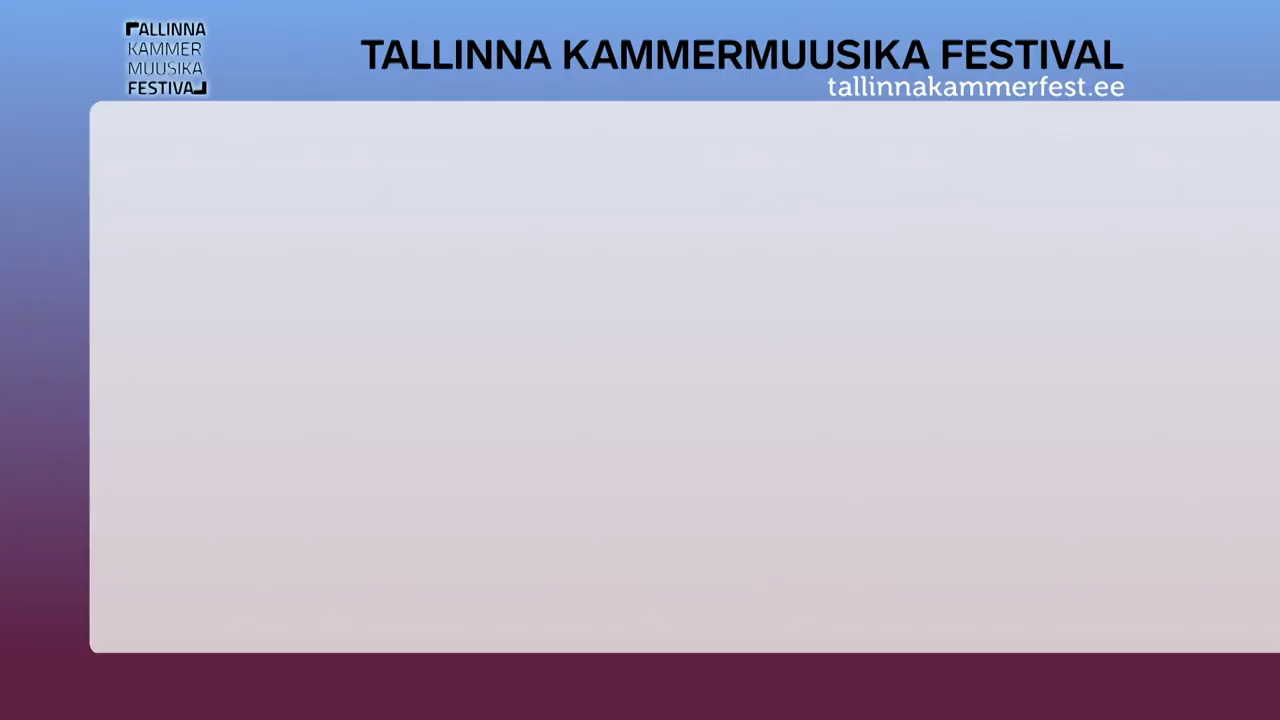 TALLINNA
KAMMER
MUUSIKA
FESTIVAL
TALLINNA KAMMERMUUSIKA FESTIVAL
tallinnakammerfest.ee